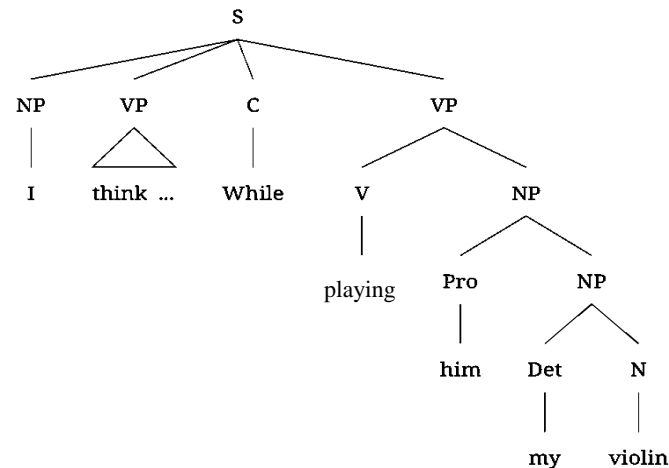 S
NP VP C VP
I think ... While V NP
playing Pro NP
him Det N
my violin